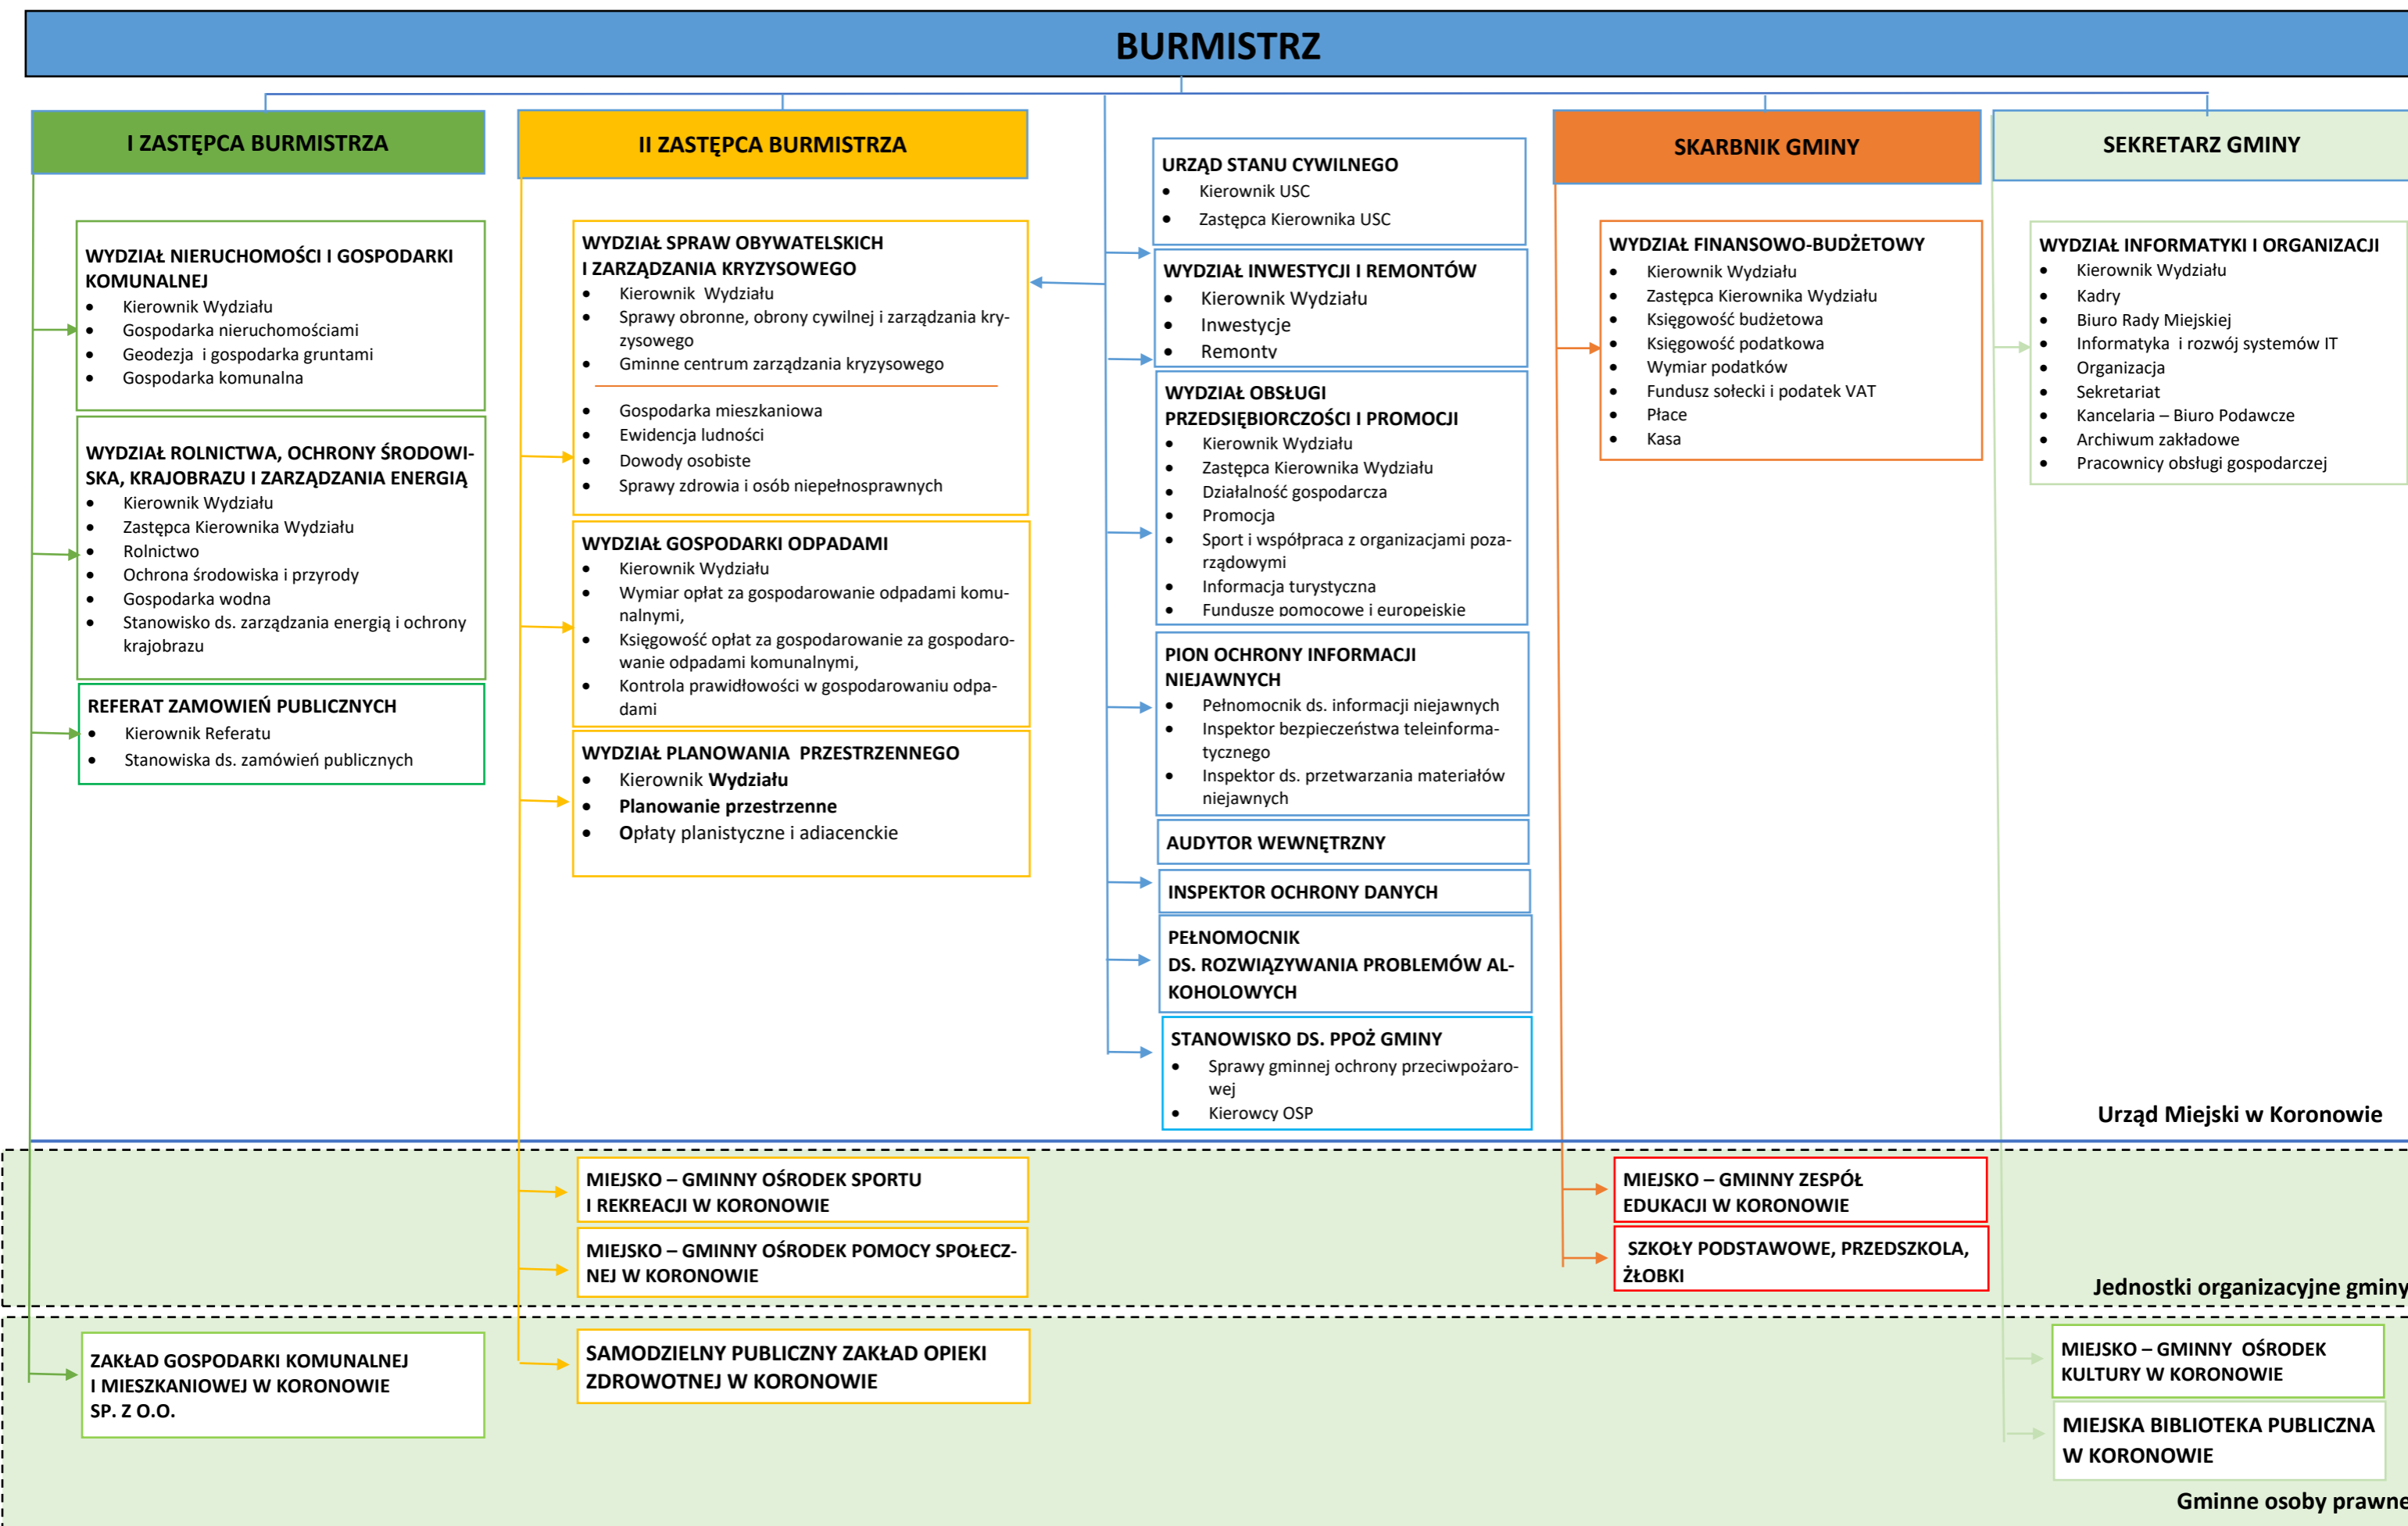 BURMISTRZ
I ZASTĘPCA BURMISTRZA
WYDZIAŁ NIERUCHOMOŚCI I GOSPODARKI
KOMUNALNEJ
• Kierownik Wydziału
• Gospodarka nieruchomościami
• Geodezja i gospodarka gruntami
• Gospodarka komunalna
WYDZIAŁ ROLNICTWA, OCHRONY ŚRODOWI-
SKA, KRAJOBRAZU I ZARZĄDZANIA ENERGIĄ
• Kierownik Wydziału
• Zastępca Kierownika Wydziału
• Rolnictwo
• Ochrona środowiska i przyrody
• Gospodarka wodna
• Stanowisko ds. zarządzania energią i ochrony
krajobrazu
REFERAT ZAMOWIEŃ PUBLICZNYCH
• Kierownik Referatu
• Stanowiska ds. zamówień publicznych
II ZASTĘPCA BURMISTRZA
WYDZIAŁ SPRAW OBYWATELSKICH
I ZARZĄDZANIA KRYZYSOWEGO
• Kierownik Wydziału
• Sprawy obronne, obrony cywilnej i zarządzania kry-
zysowego
• Gminne centrum zarządzania kryzysowego
• Gospodarka mieszkaniowa
• Ewidencja ludności
• Dowody osobiste
• Sprawy zdrowia i osób niepełnosprawnych
WYDZIAŁ GOSPODARKI ODPADAMI
• Kierownik Wydziału
• Wymiar opłat za gospodarowanie odpadami komu-
nalnymi,
• Księgowość opłat za gospodarowanie za gospodaro-
wanie odpadami komunalnymi,
• Kontrola prawidłowości w gospodarowaniu odpa-
dami
WYDZIAŁ PLANOWANIA PRZESTRZENNEGO
• Kierownik Wydziału
• Planowanie przestrzenne
• Opłaty planistyczne i adiacenckie
URZĄD STANU CYWILNEGO
• Kierownik USC
• Zastępca Kierownika USC
WYDZIAŁ INWESTYCJI I REMONTÓW
• Kierownik Wydziału
• Inwestycje
• Remonty
WYDZIAŁ OBSŁUGI
PRZEDSIĘBIORCZOŚCI I PROMOCJI
• Kierownik Wydziału
• Zastępca Kierownika Wydziału
• Działalność gospodarcza
• Promocja
• Sport i współpraca z organizacjami poza-
rządowymi
• Informacja turystyczna
• Fundusze pomocowe i europejskie
PION OCHRONY INFORMACJI
NIEJAWNYCH
• Pełnomocnik ds. informacji niejawnych
• Inspektor bezpieczeństwa teleinforma-
tycznego
• Inspektor ds. przetwarzania materiałów
niejawnych
AUDYTOR WEWNĘTRZNY
INSPEKTOR OCHRONY DANYCH
PEŁNOMOCNIK
DS. ROZWIĄZYWANIA PROBLEMÓW AL-
KOHOLOWYCH
STANOWISKO DS. PPOŻ GMINY
• Sprawy gminnej ochrony przeciwpożaro-
wej
• Kierowcy OSP
SKARBNIK GMINY
WYDZIAŁ FINANSOWO-BUDŻETOWY
• Kierownik Wydziału
• Zastępca Kierownika Wydziału
• Księgowość budżetowa
• Księgowość podatkowa
• Wymiar podatków
• Fundusz sołecki i podatek VAT
• Płace
• Kasa
SEKRETARZ GMINY
WYDZIAŁ INFORMATYKI I ORGANIZACJI
• Kierownik Wydziału
• Kadry
• Biuro Rady Miejskiej
• Informatyka i rozwój systemów IT
• Organizacja
• Sekretariat
• Kancelaria – Biuro Podawcze
• Archiwum zakładowe
• Pracownicy obsługi gospodarczej
Urząd Miejski w Koronowie
MIEJSKO – GMINNY OŚRODEK SPORTU
I REKREACJI W KORONOWIE
MIEJSKO – GMINNY OŚRODEK POMOCY SPOŁECZ-
NEJ W KORONOWIE
MIEJSKO – GMINNY ZESPÓŁ
EDUKACJI W KORONOWIE
SZKOŁY PODSTAWOWE, PRZEDSZKOLA,
ŻŁOBKI
Jednostki organizacyjne gminy
ZAKŁAD GOSPODARKI KOMUNALNEJ
I MIESZKANIOWEJ W KORONOWIE
SP. Z O.O.
SAMODZIELNY PUBLICZNY ZAKŁAD OPIEKI
ZDROWOTNEJ W KORONOWIE
MIEJSKO – GMINNY OŚRODEK
KULTURY W KORONOWIE
MIEJSKA BIBLIOTEKA PUBLICZNA
W KORONOWIE
Gminne osoby prawne